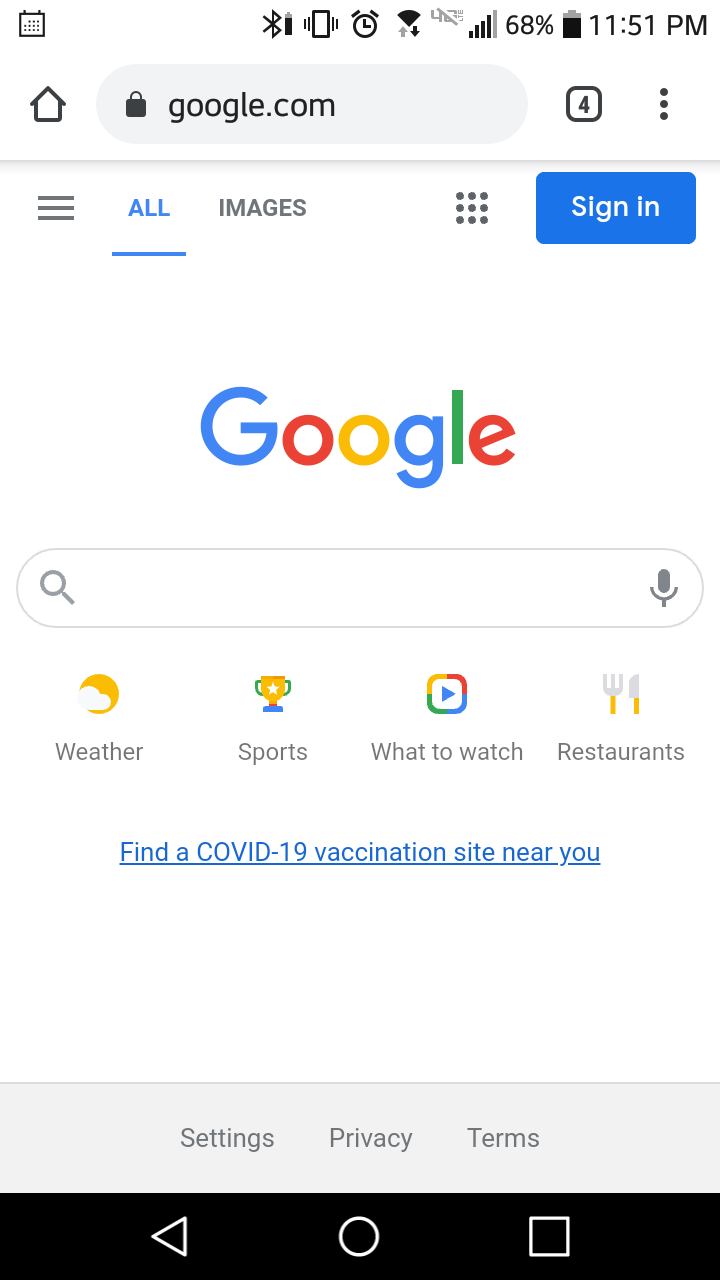 68% 11:51 PM
google.com 4
ALL IMAGES Sign in
Google
Weather Sports What to watch Restaurants
Find a COVID-19 vaccination site near you
Settings Privacy Terms